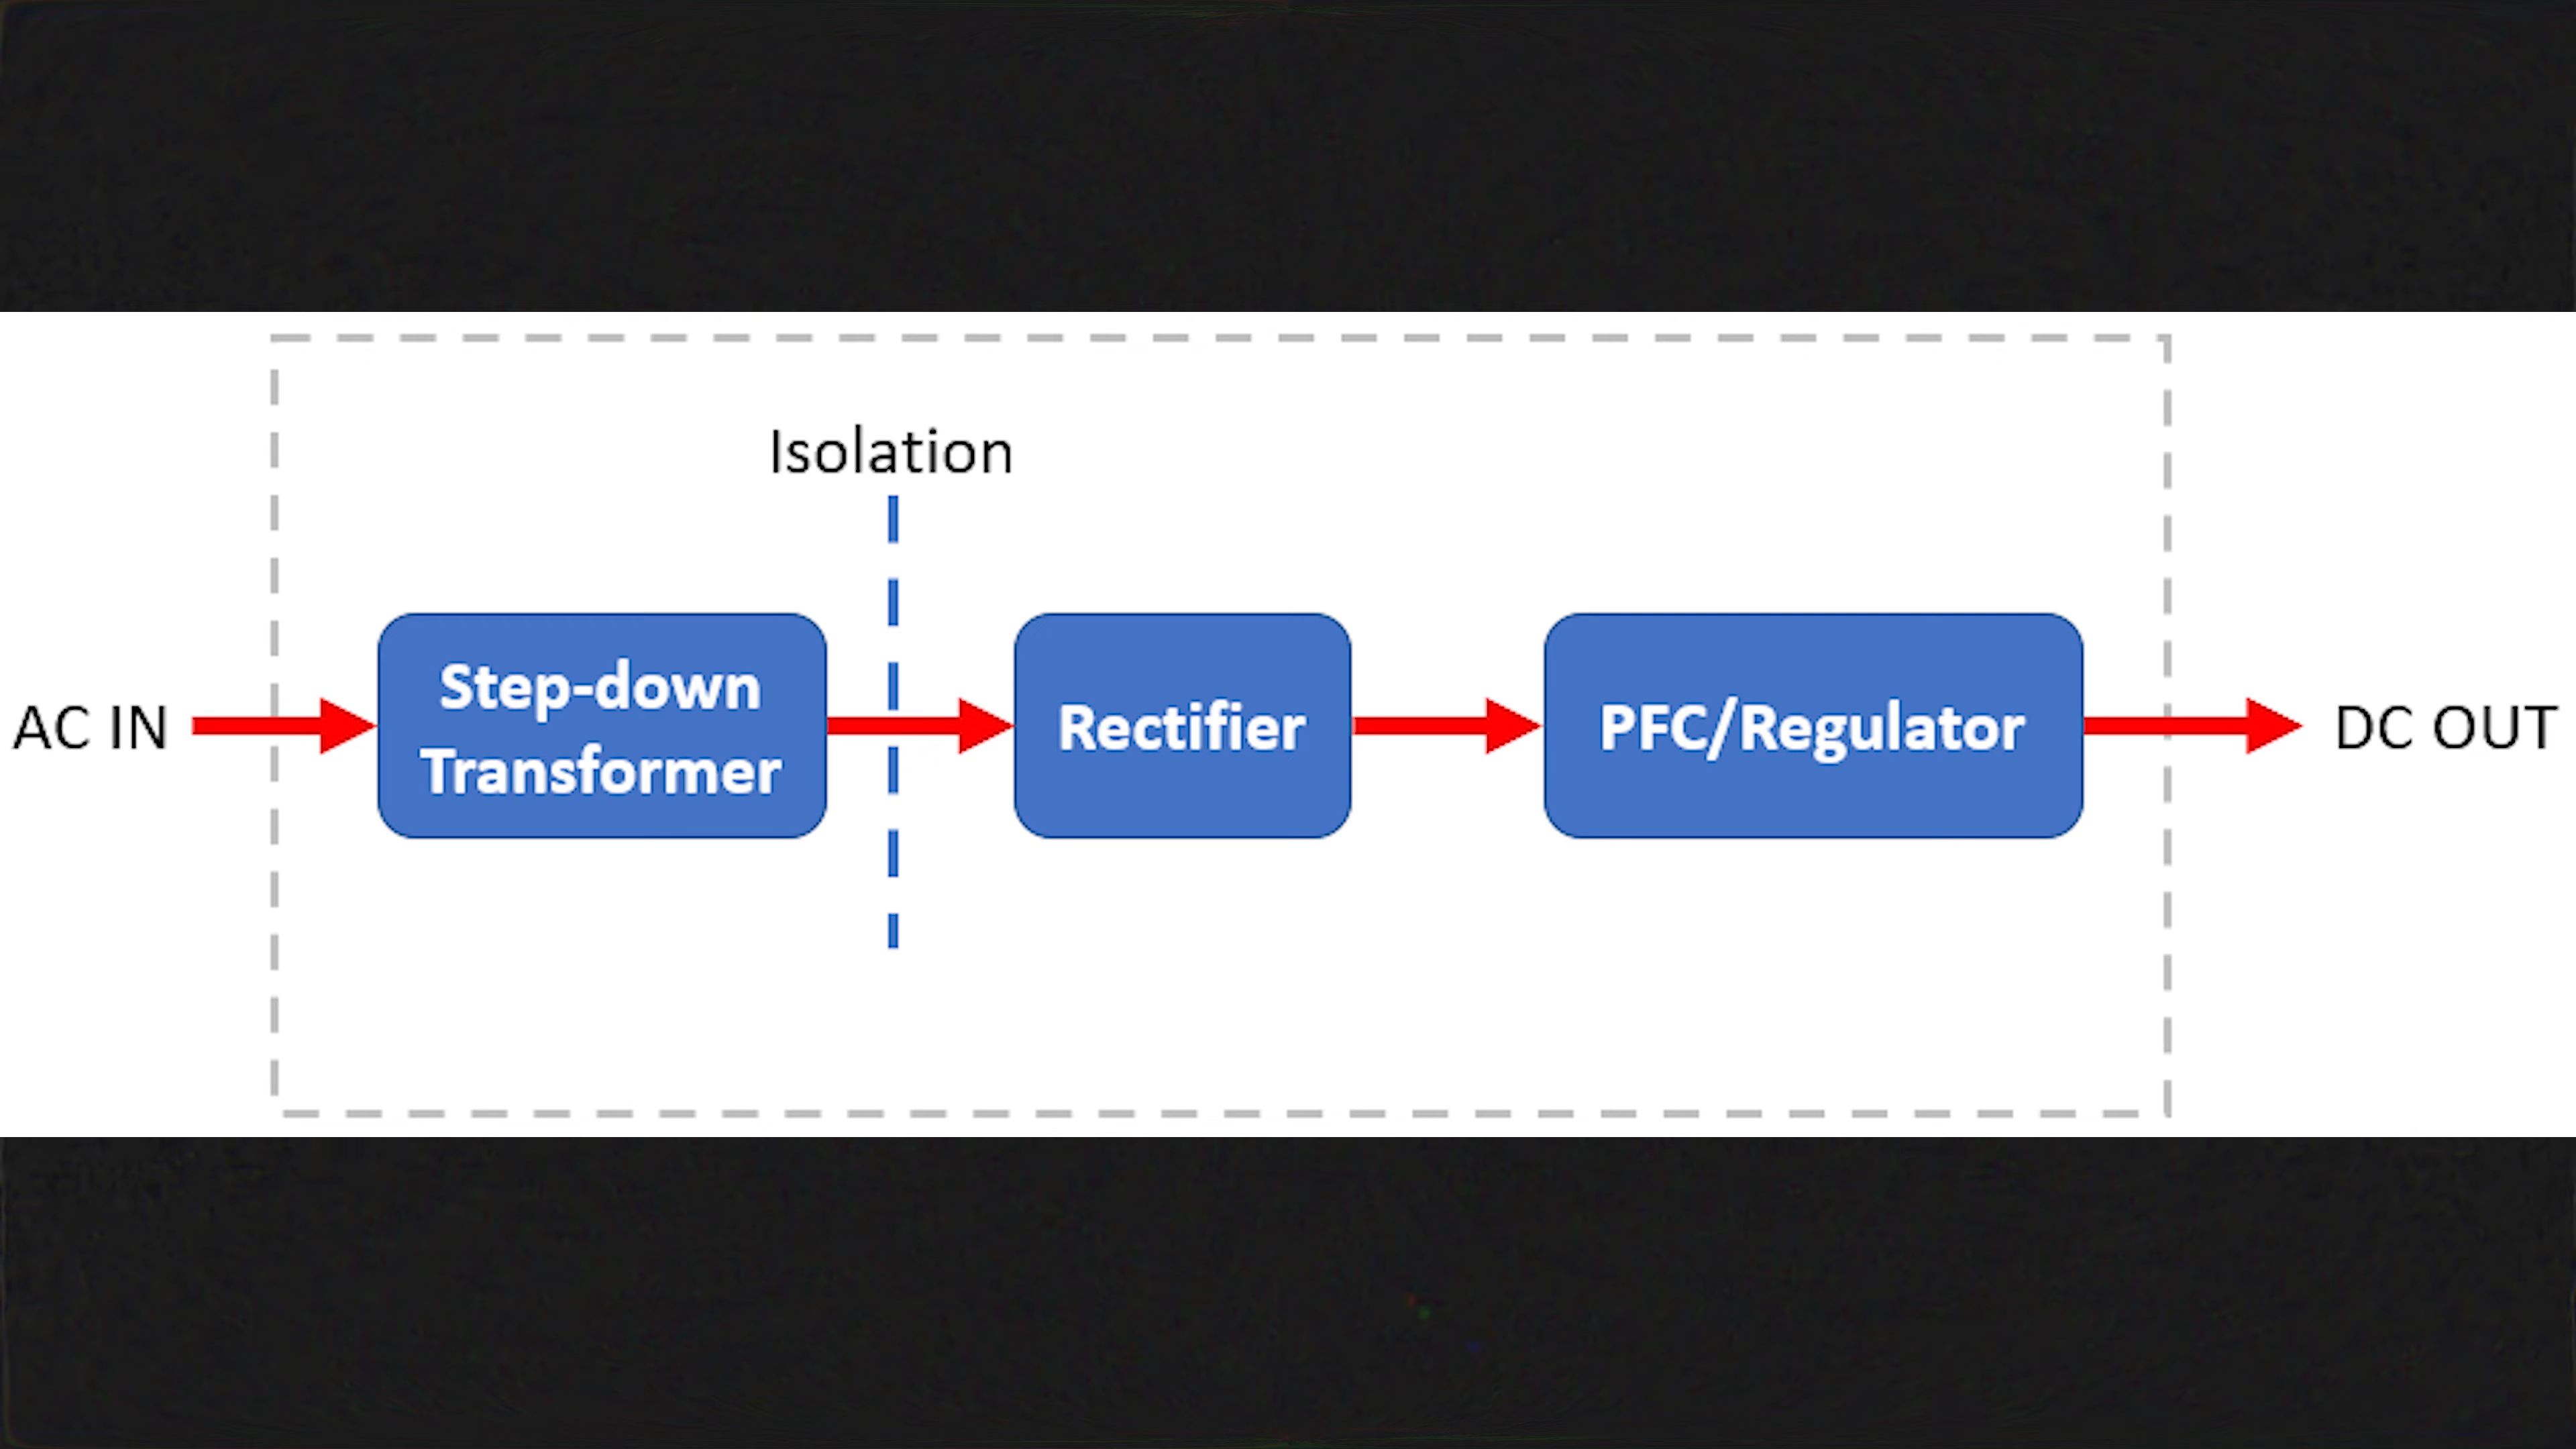 Isolation
AC IN
Step-down
Transformer
Rectifier
PFC/Regulator
DC OUT